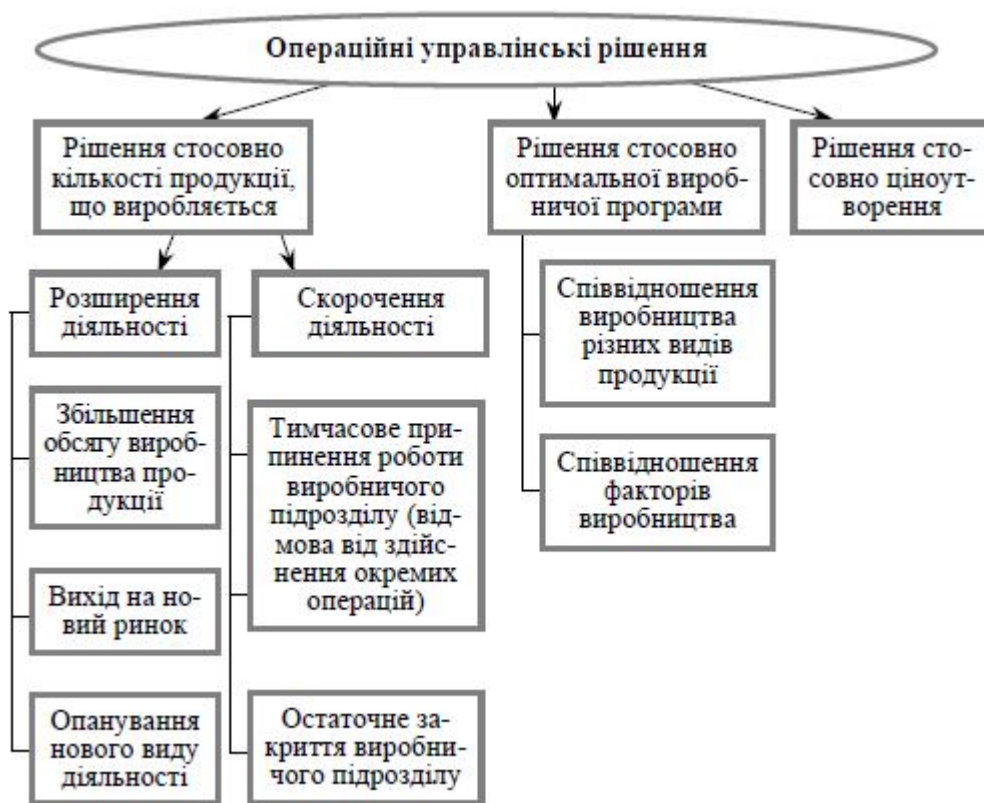 Операційні управлінські рішення
Рішення стосовно
кількості продукції,
що виробляється
Рішення стосовно
оптимальної вироб-
ничої програми
Рішення сто-
совно ціноут-
ворення
Розширення
діяльності
Скорочення
діяльності
Співвідношення
виробництва
різних видів
продукції
Збільшення
обсягу вироб-
ництва про-
дукції
Тимчасове при-
пинення роботи
виробничого
підрозділу (від-
мова від здійс-
нення окремих
операцій)
Співвідношення
факторів
виробництва
Вихід на но-
вий ринок
Опанування
нового виду
діяльності
Остаточне за-
криття виробни-
чого підрозділу